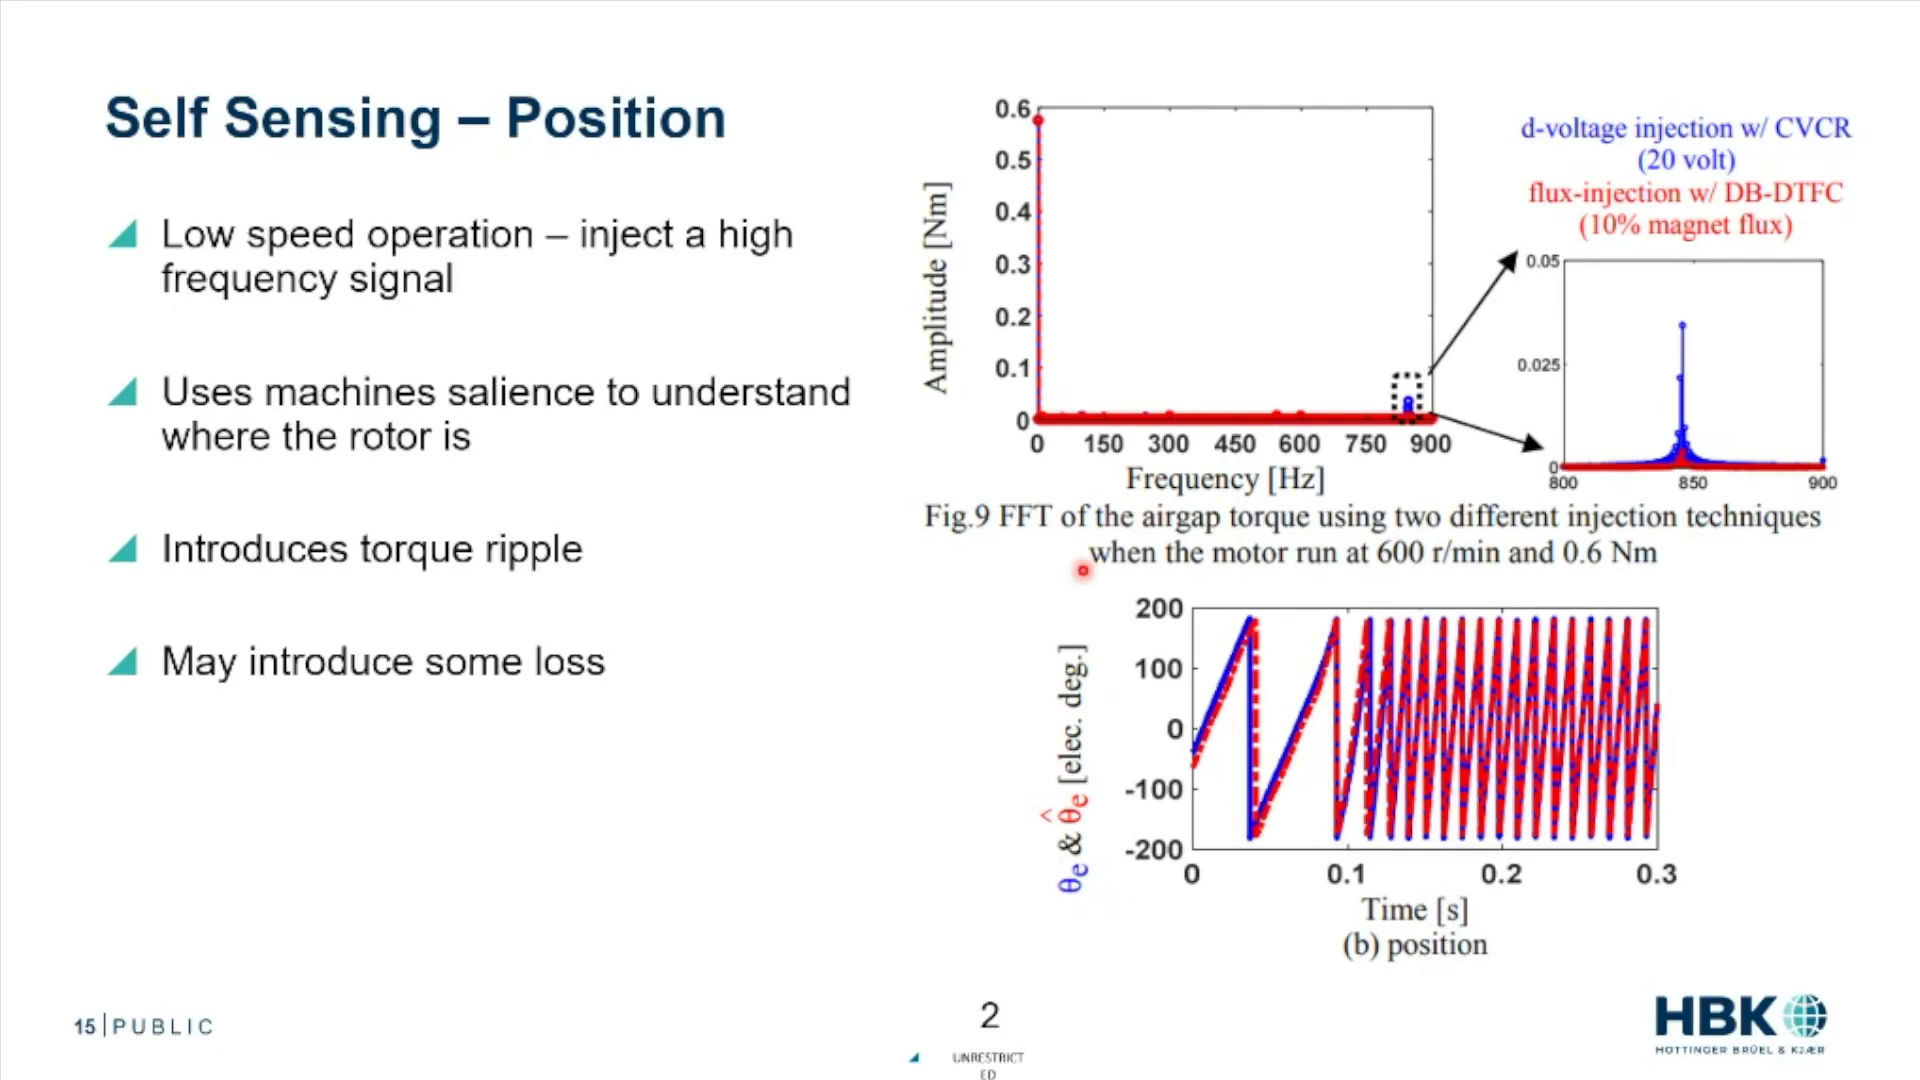 Self Sensing – Position
Low speed operation – inject a high
frequency signal
Uses machines salience to understand
where the rotor is
Introduces torque ripple
May introduce some loss
0.6
0.5
0.4
0.3
0.2
0.1
0
Amplitude [Nm]
0 150 300 450 600 750 900
Frequency [Hz]
d-voltage injection w/ CVCR
(20 volt)
flux-injection w/ DB-DTFC
(10% magnet flux)
0.05
0.025
0
800 850 900
Fig.9 FFT of the airgap torque using two different injection techniques
when the motor run at 600 r/min and 0.6 Nm
200
100
0
-100
-200
θe & θ̂e [elec. deg.]
0 0.1 0.2 0.3
Time [s]
(b) position
15 | PUBLIC
2
UNRESTRICT
ED
HBK
HOTTINGER BRÜEL & KJÆR